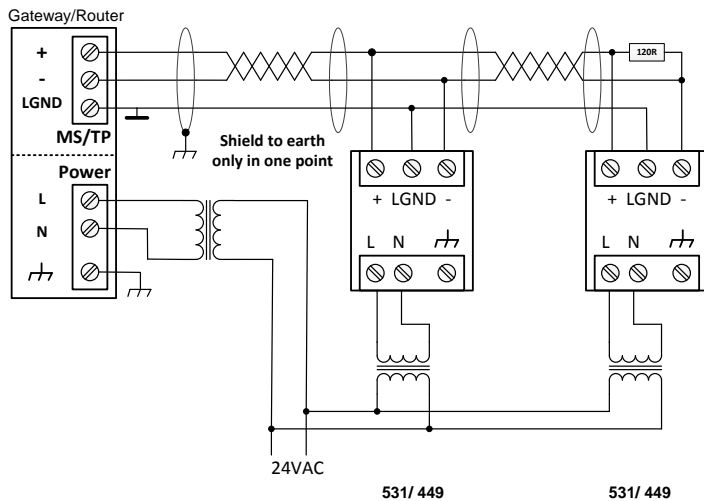 Gateway/Router
+
-
LGND
MS/TP
Power
L
N
Shield to earth
only in one point
120R
+ LGND -
L N
+ LGND -
L N
24VAC
531/ 449
531/ 449